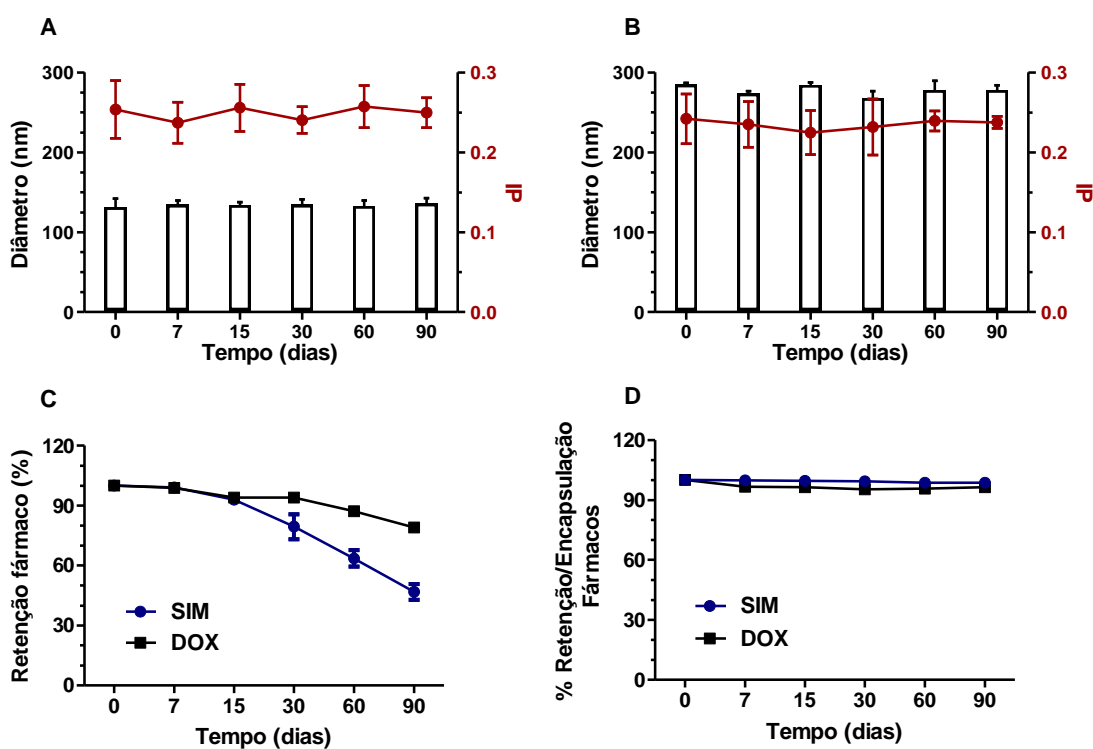 A
300
200
100
0
Diâmetro (nm)
0.3
0.2
0.1
0.0
IP
0 7 15 30 60 90
Tempo (dias)
B
300
200
100
0
Diâmetro (nm)
0.3
0.2
0.1
0.0
IP
0 7 15 30 60 90
Tempo (dias)
C
120
90
60
30
0
Retenção fármaco (%)
SIM
DOX
0 7 15 30 60 90
Tempo (dias)
D
120
90
60
30
0
% Retenção/Encapsulação
Fármacos
SIM
DOX
0 7 15 30 60 90
Tempo (dias)